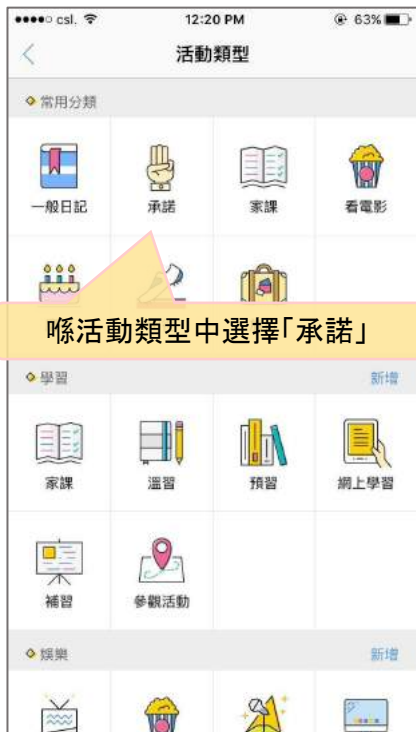 csl. 12:20 PM 63%
活動類型
常用分類
一般日記 承諾 家課 看電影
喺活動類型中選擇「承諾」
學習 新增
家課 溫習 預習 網上學習
補習 參觀活動
娛樂 新增